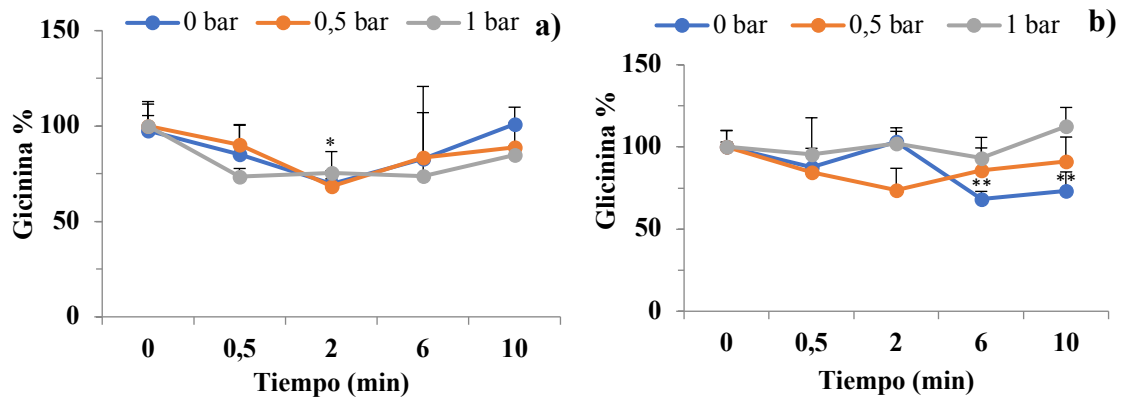 0 bar 0,5 bar 1 bar a)
150
100
50
0
Gicinina %
*
0 0,5 2 6 10
Tiempo (min)
0 bar 0,5 bar 1 bar b)
150
100
50
0
Glicinina %
** **
0 0,5 2 6 10
Tiempo (min)